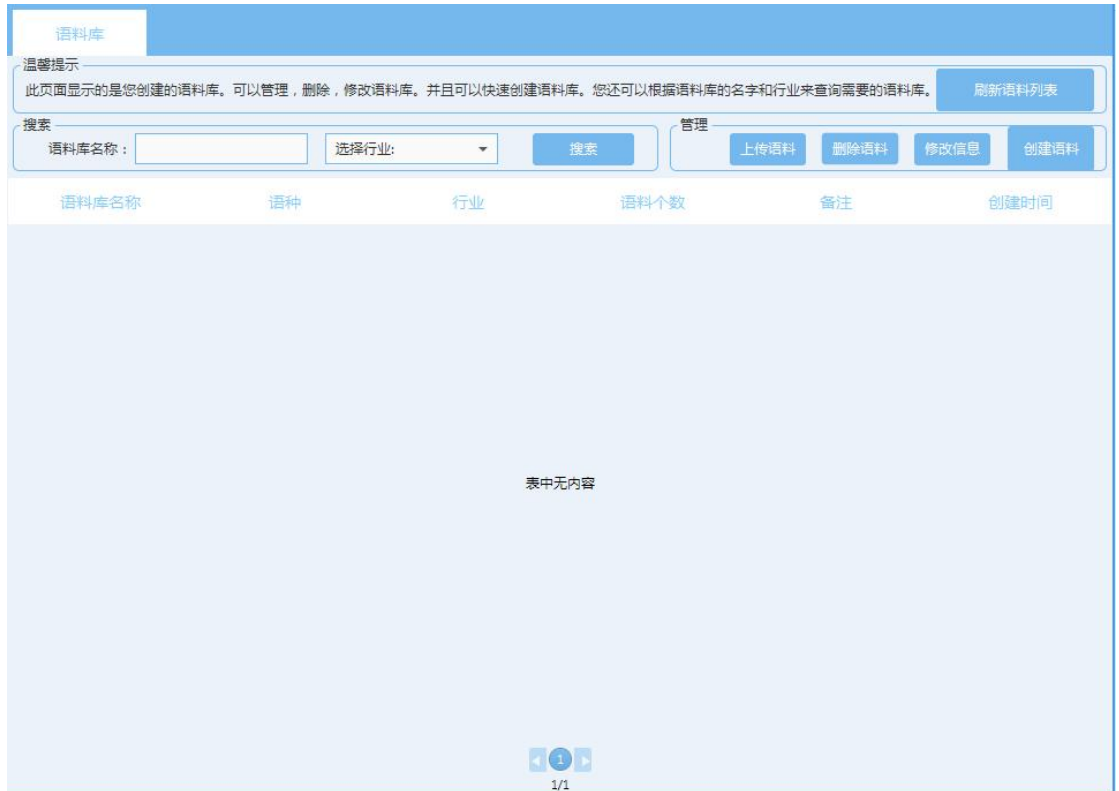 语料库
温馨提示
此页面显示的是您创建的语料库。可以管理，删除，修改语料库。并且可以快速创建语料库。您还可以根据语料库的名字和行业来查询需要的语料库。 刷新语料列表
搜索 管理
语料库名称： 选择行业: 搜索 上传语料 删除语料 修改信息 创建语料
语料库名称 语种 行业 语料个数 备注 创建时间
表中无内容
1
1/1